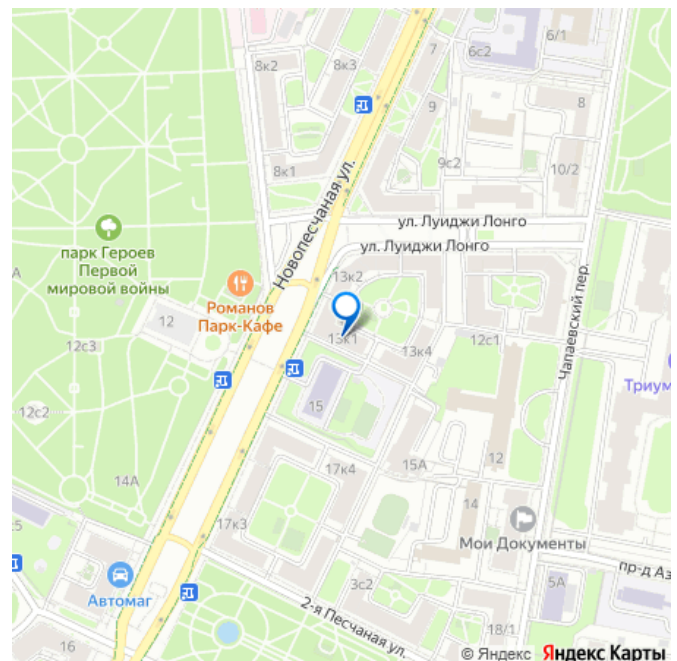 6/1
8к2
8к3
7
6с2
8
9
8к1
9с2
10/2
Новопесчаная ул.
ул. Луиджи Лонго
ул. Луиджи Лонго
парк Героев
Первой
мировой войны
13к2
Чапаевский пер.
Романов
Парк-Кафе
12
13к1
12с1
12с3
13к4
Триум
12с2
15
14А
17к4
15А
12
14
17к3
Мои Документы
пр-д Аз
5
Автомаг
3с2
5А
2-я Песчаная ул.
16
18/1
© Яндекс Яндекс Карты